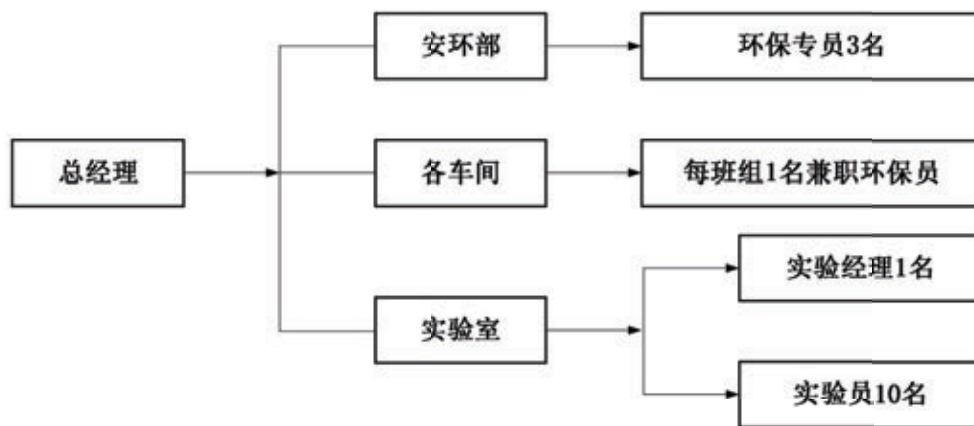 安环部
环保专员3名
总经理
各车间
每班组1名兼职环保员
实验经理1名
实验室
实验员10名